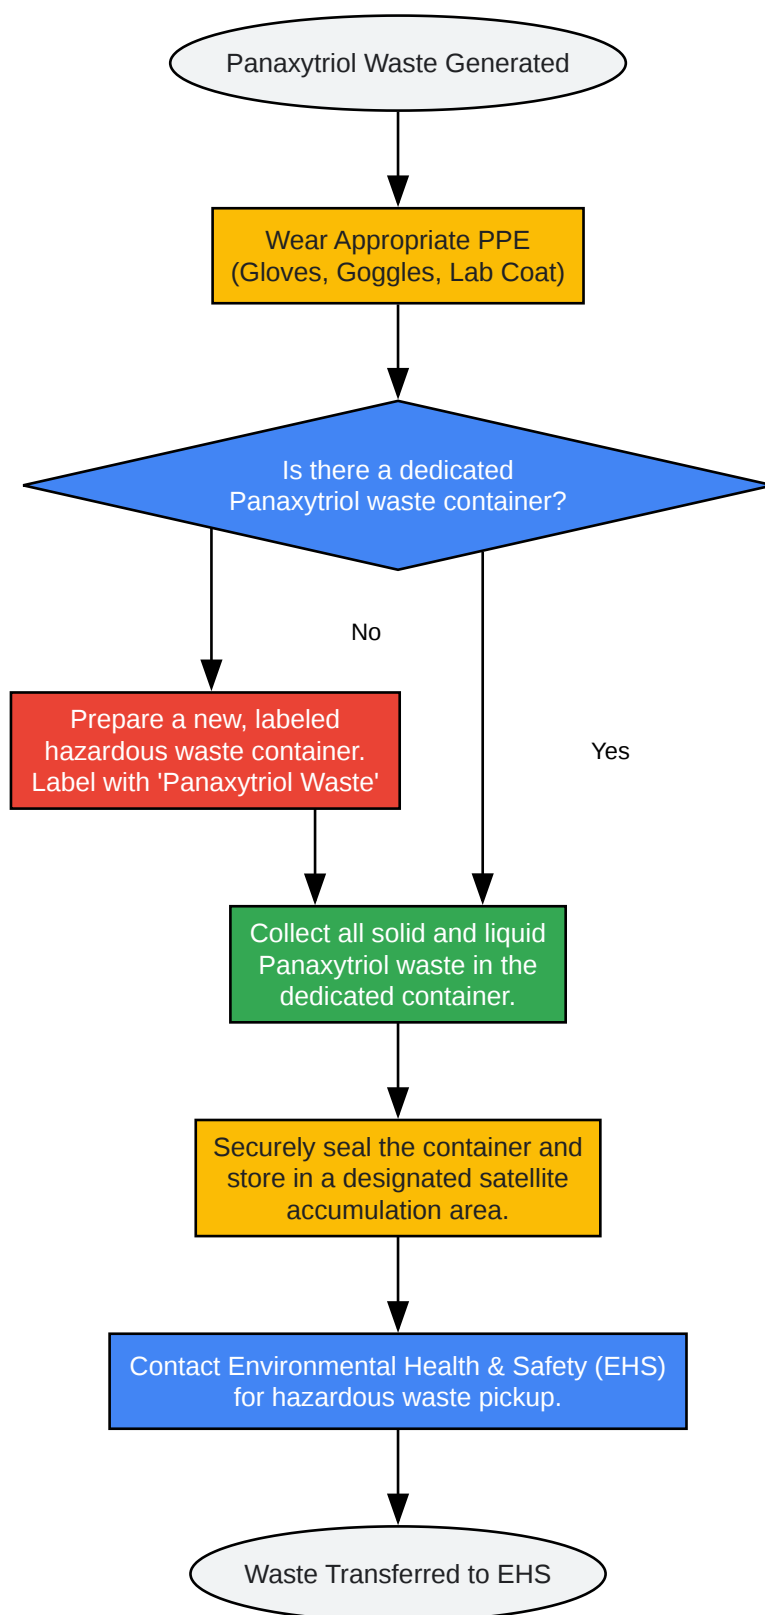 Panaxytriol Waste Generated
Wear Appropriate PPE
(Gloves, Goggles, Lab Coat)
Is there a dedicated
Panaxytriol waste container?
No
Prepare a new, labeled
hazardous waste container.
Label with 'Panaxytriol Waste'
Yes
Collect all solid and liquid
Panaxytriol waste in the
dedicated container.
Securely seal the container and
store in a designated satellite
accumulation area.
Contact Environmental Health & Safety (EHS)
for hazardous waste pickup.
Waste Transferred to EHS